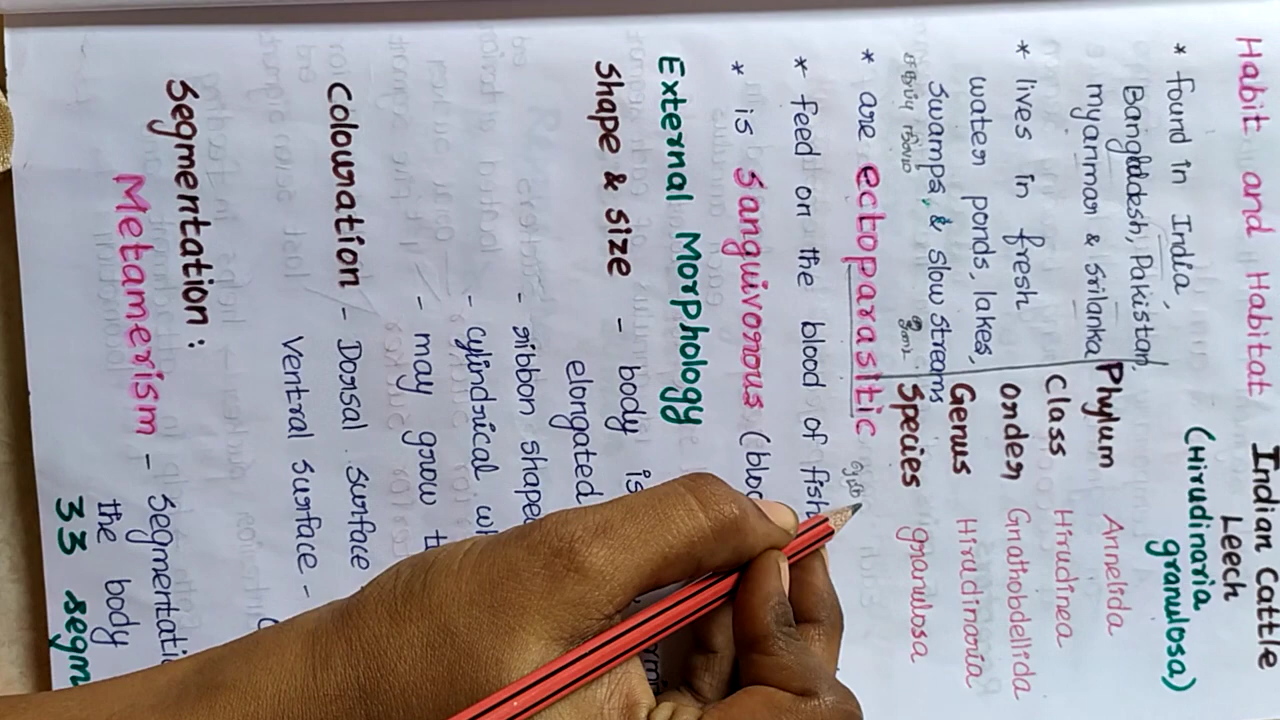 Indian Cattle
Leech
(Hirudinaria
granulosa)
Habit and Habitat
* found in India,
Bangladesh, Pakistan,
myanmar & srilanka
* lives in fresh
water ponds, lakes,
swamps, & slow streams
Phylum Annelida
Class Hirudinea
Order Gnathobdellida
Genus Hirudinaria
Species granulosa
* are ectoparasitic
* feed on the blood of fish
* is sanguivorous (bloo
External Morphology
Shape & size - body is
elongated
- ribbon shaped
- cylindrical wh
- may grow t
Colouration - Dorsal surface
Ventral surface -
Segmentation :
Metamerism - segmentati
the body
33 segm